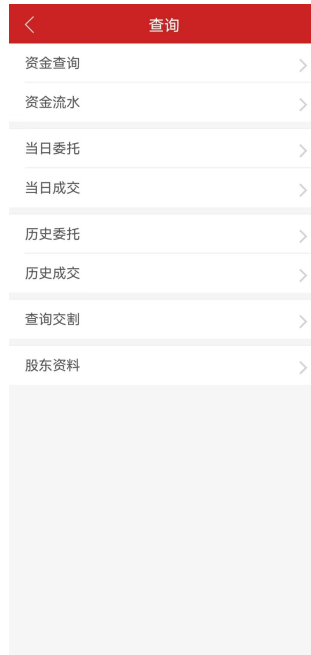 查询
资金查询
资金流水
当日委托
当日成交
历史委托
历史成交
查询交割
股东资料